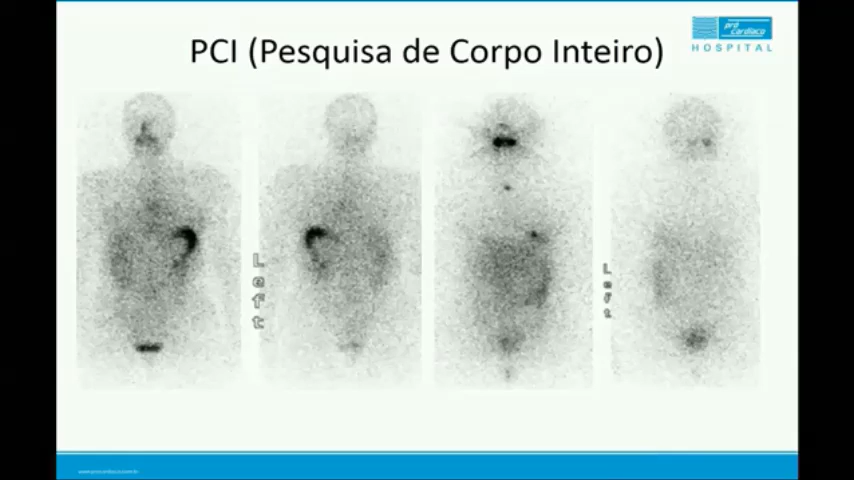 PCI (Pesquisa de Corpo Inteiro)
pró
cardíaco
HOSPITAL
Left
Left